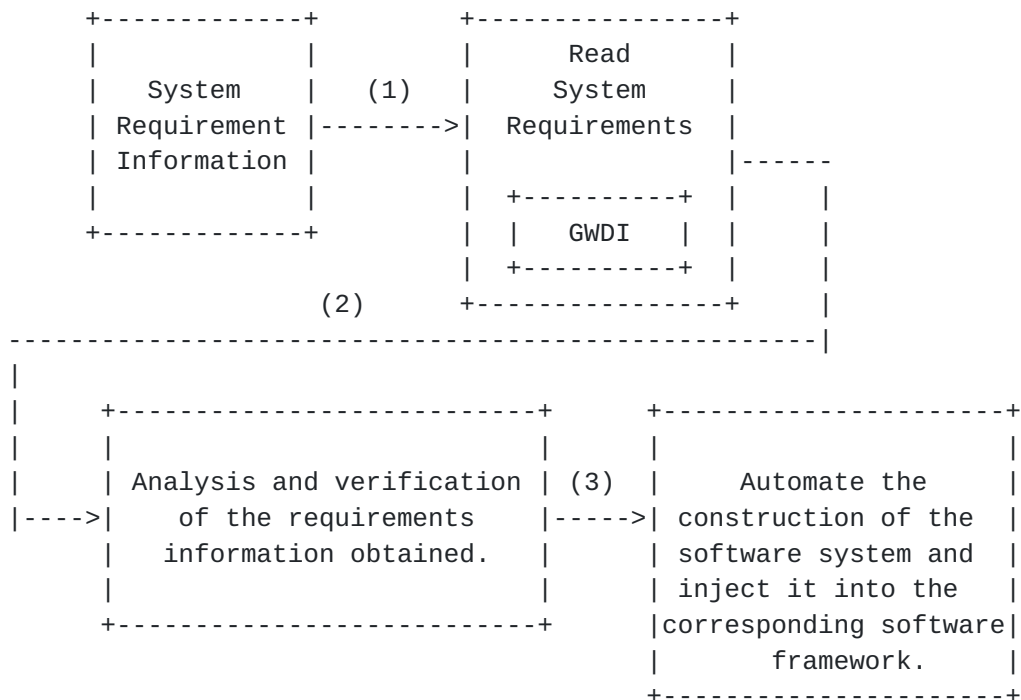 System
Requirement
Information
(1)
Read
System
Requirements
GWDI
(2)
Analysis and verification
of the requirements
information obtained.
(3)
Automate the
construction of the
software system and
inject it into the
corresponding software
framework.